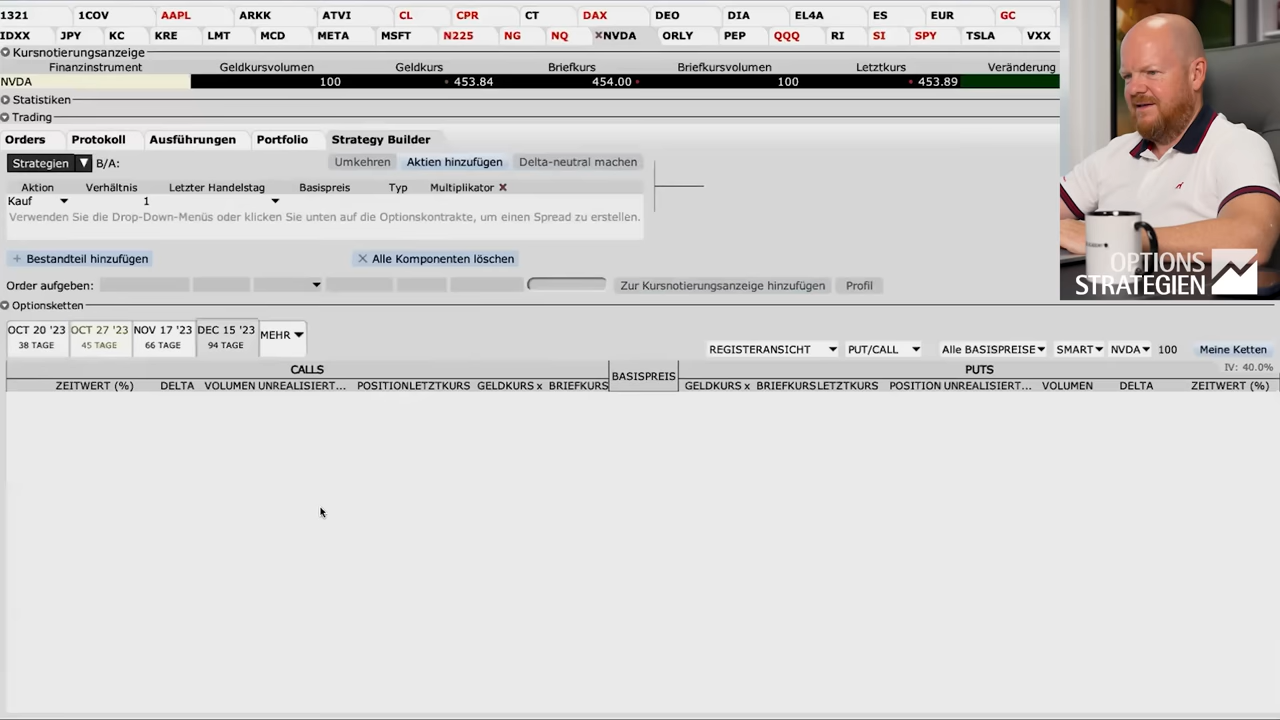 1321 1COV AAPL ARKK ATVI CL CPR CT DAX DEO DIA EL4A ES EUR GC
IDXX JPY KC KRE LMT MCD META MSFT N225 NG NQ ×NVDA ORLY PEP QQQ RI SI SPY TSLA VXX
Kursnotierungsanzeige
Finanzinstrument Geldkursvolumen Geldkurs Briefkurs Briefkursvolumen Letztkurs Veränderung
NVDA 100 453.84 454.00 100 453.89
Statistiken
Trading
Orders Protokoll Ausführungen Portfolio Strategy Builder
Strategien B/A: Umkehren Aktien hinzufügen Delta-neutral machen
Aktion Verhältnis Letzter Handelstag Basispreis Typ Multiplikator ×
Kauf 1
Verwenden Sie die Drop-Down-Menüs oder klicken Sie unten auf die Optionskontrakte, um einen Spread zu erstellen.
+ Bestandteil hinzufügen × Alle Komponenten löschen
Order aufgeben: Zur Kursnotierungsanzeige hinzufügen Profil
OPTIONS
STRATEGIEN
Optionsketten
OCT 20 '23 OCT 27 '23 NOV 17 '23 DEC 15 '23 MEHR
38 TAGE 45 TAGE 66 TAGE 94 TAGE
REGISTERANSICHT PUT/CALL Alle BASISPREISE SMART NVDA 100 Meine Ketten
CALLS BASISPREIS PUTS IV: 40.0%
ZEITWERT (%) DELTA VOLUMEN UNREALISIERT... POSITION LETZTKURS GELDKURS x BRIEFKURS GELDKURS x BRIEFKURS LETZTKURS POSITION UNREALISIERT... VOLUMEN DELTA ZEITWERT (%)